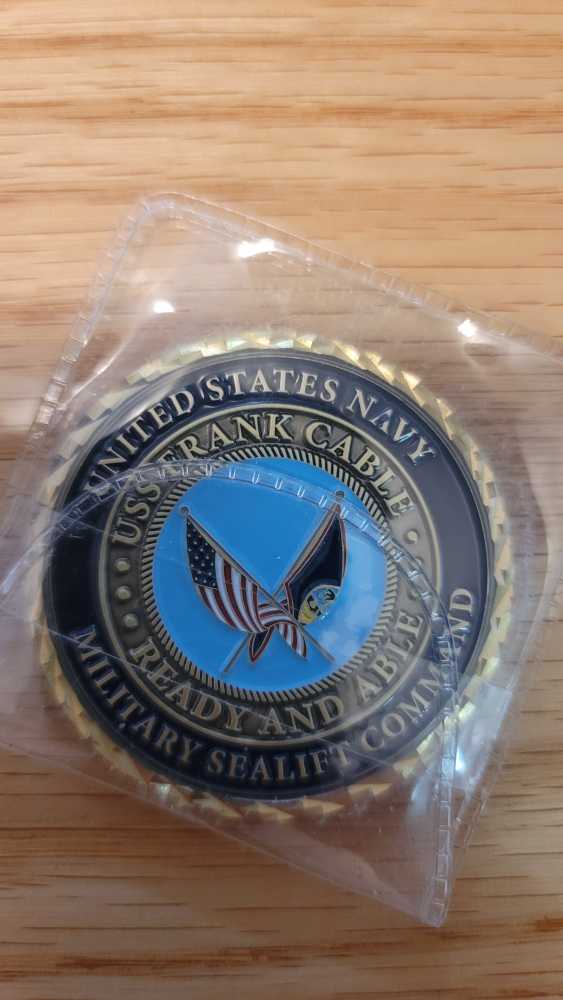 UNITED STATES NAVY
USS FRANK CABLE
READY AND ABLE
MILITARY SEALIFT COMMAND